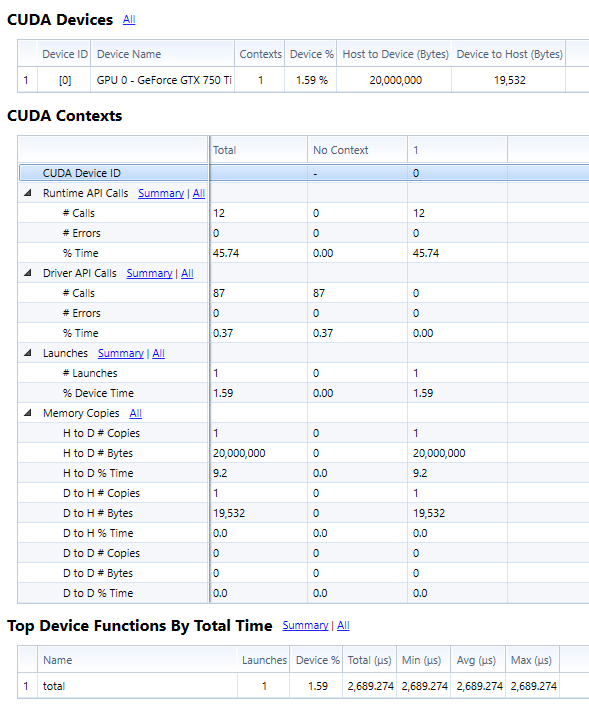 CUDA Devices All
Device ID Device Name Contexts Device % Host to Device (Bytes) Device to Host (Bytes)
1 [0] GPU 0 - GeForce GTX 750 Ti 1 1.59 % 20,000,000 19,532
CUDA Contexts
Total No Context 1
CUDA Device ID - 0
Runtime API Calls Summary | All
# Calls 12 0 12
# Errors 0 0 0
% Time 45.74 0.00 45.74
Driver API Calls Summary | All
# Calls 87 87 0
# Errors 0 0 0
% Time 0.37 0.37 0.00
Launches Summary | All
# Launches 1 0 1
% Device Time 1.59 0.00 1.59
Memory Copies All
H to D # Copies 1 0 1
H to D # Bytes 20,000,000 0 20,000,000
H to D % Time 9.2 0.0 9.2
D to H # Copies 1 0 1
D to H # Bytes 19,532 0 19,532
D to H % Time 0.0 0.0 0.0
D to D # Copies 0 0 0
D to D # Bytes 0 0 0
D to D % Time 0.0 0.0 0.0
Top Device Functions By Total Time Summary | All
Name Launches Device % Total (µs) Min (µs) Avg (µs) Max (µs)
1 total 1 1.59 2,689.274 2,689.274 2,689.274 2,689.274